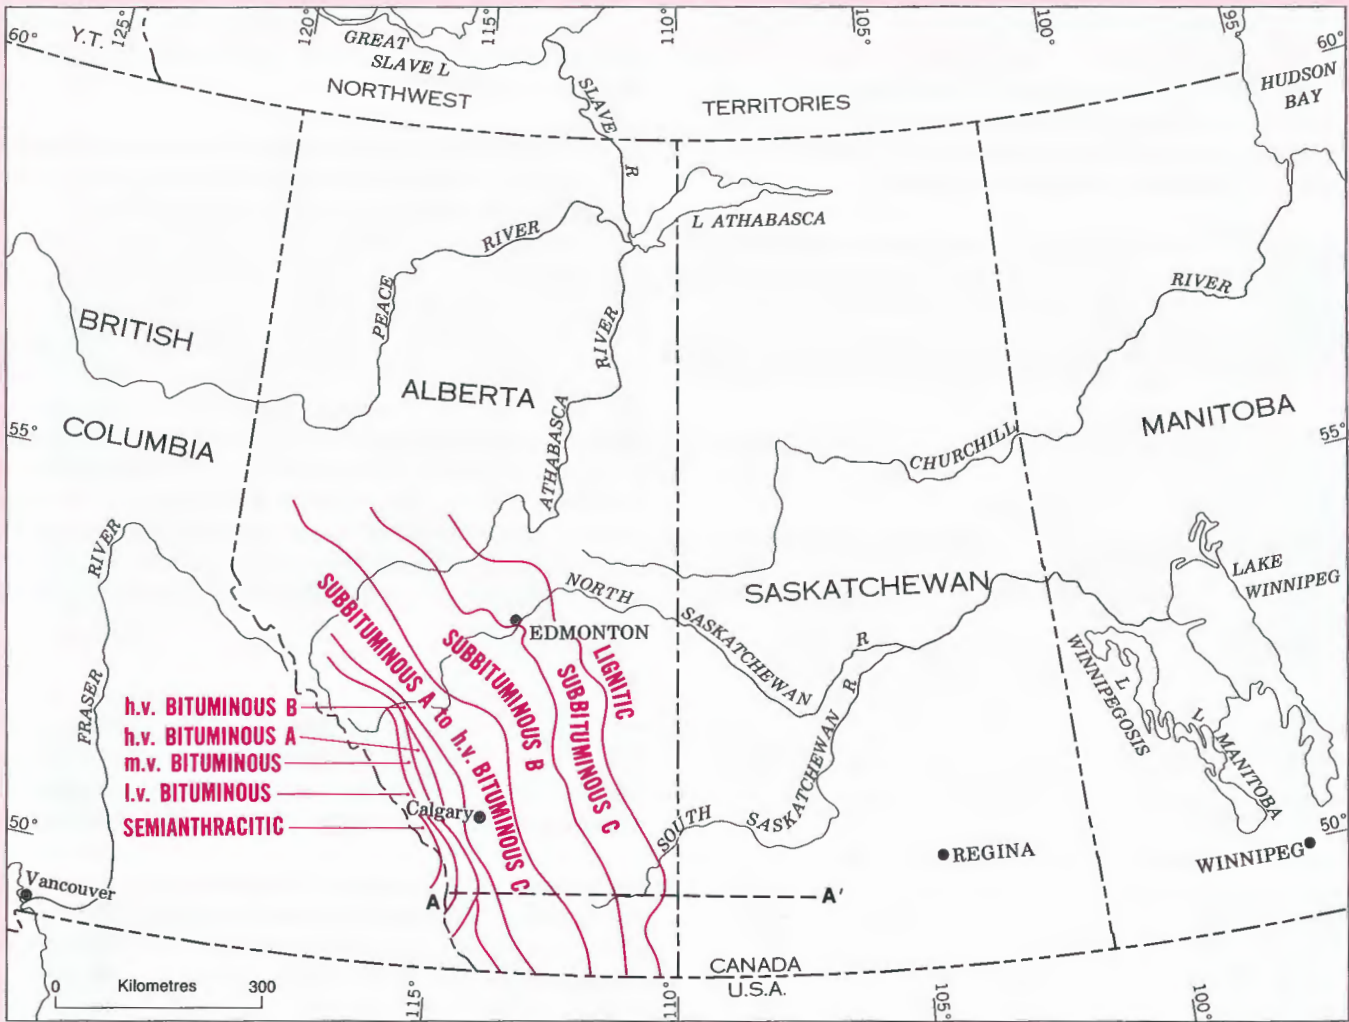 125°
120°
115°
110°
105°
100°
95°
60°
Y.T.
GREAT
SLAVE L
NORTHWEST
TERRITORIES
60°
HUDSON
BAY
SLAVE
R
L ATHABASCA
PEACE
RIVER
RIVER
BRITISH
COLUMBIA
ALBERTA
ATHABASCA
RIVER
CHURCHILL
MANITOBA
55°
55°
FRASER
RIVER
SASKATCHEWAN
LAKE
WINNIPEG
NORTH
SASKATCHEWAN
R
EDMONTON
SUBBITUMINOUS A to h.v. BITUMINOUS C
SUBBITUMINOUS B
SUBBITUMINOUS C
LIGNITIC
L
WINNIPEGOSIS
L
MANITOBA
h.v. BITUMINOUS B
h.v. BITUMINOUS A
m.v. BITUMINOUS
l.v. BITUMINOUS
SEMIANTHRACITIC
Calgary
SOUTH
SASKATCHEWAN
R
50°
50°
REGINA
WINNIPEG
Vancouver
A
A'
CANADA
U.S.A.
0
Kilometres
300
115°
110°
105°
100°